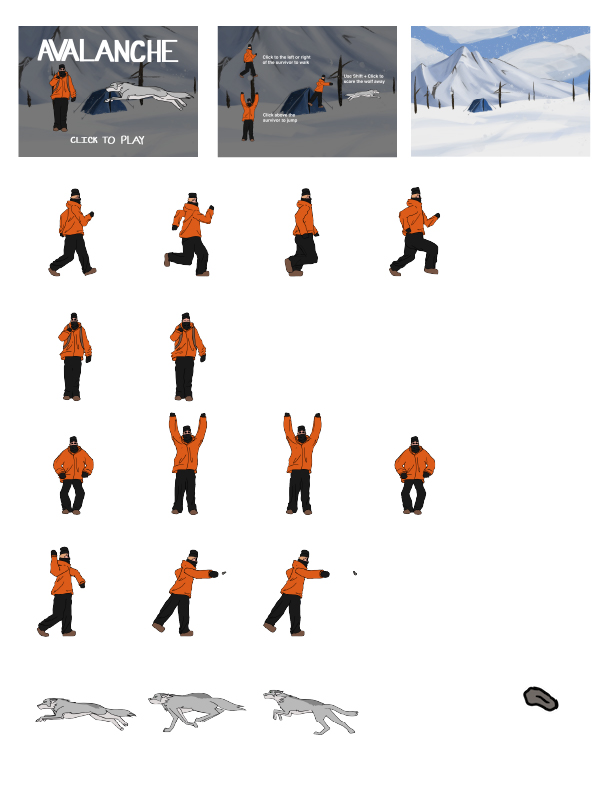 AVALANCHE
CLICK TO PLAY
Click to the left or right
of the survivor to walk
Use Shift + Click to
scare the wolf away
Click above the
survivor to jump